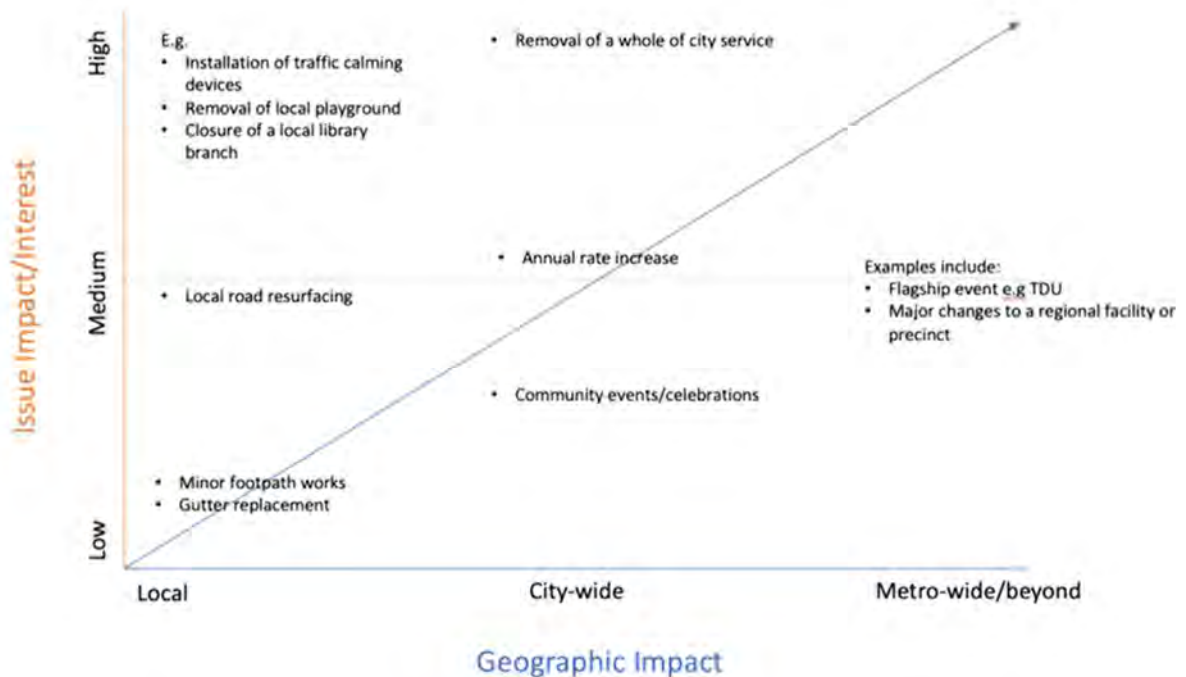 High
E.g.
• Installation of traffic calming
devices
• Removal of local playground
• Closure of a local library
branch
• Removal of a whole of city service
Issue Impact/Interest
Medium
• Local road resurfacing
• Annual rate increase
Examples include:
• Flagship event e.g TDU
• Major changes to a regional facility or
precinct
• Community events/celebrations
Low
• Minor footpath works
• Gutter replacement
Local
City-wide
Metro-wide/beyond
Geographic Impact